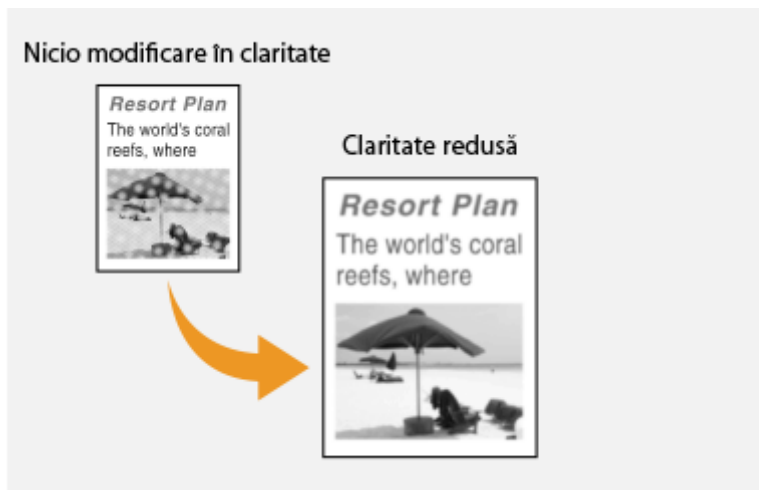 Nicio modificare în claritate
Resort Plan
The world's coral
reefs, where
Claritate redusă
Resort Plan
The world's coral
reefs, where